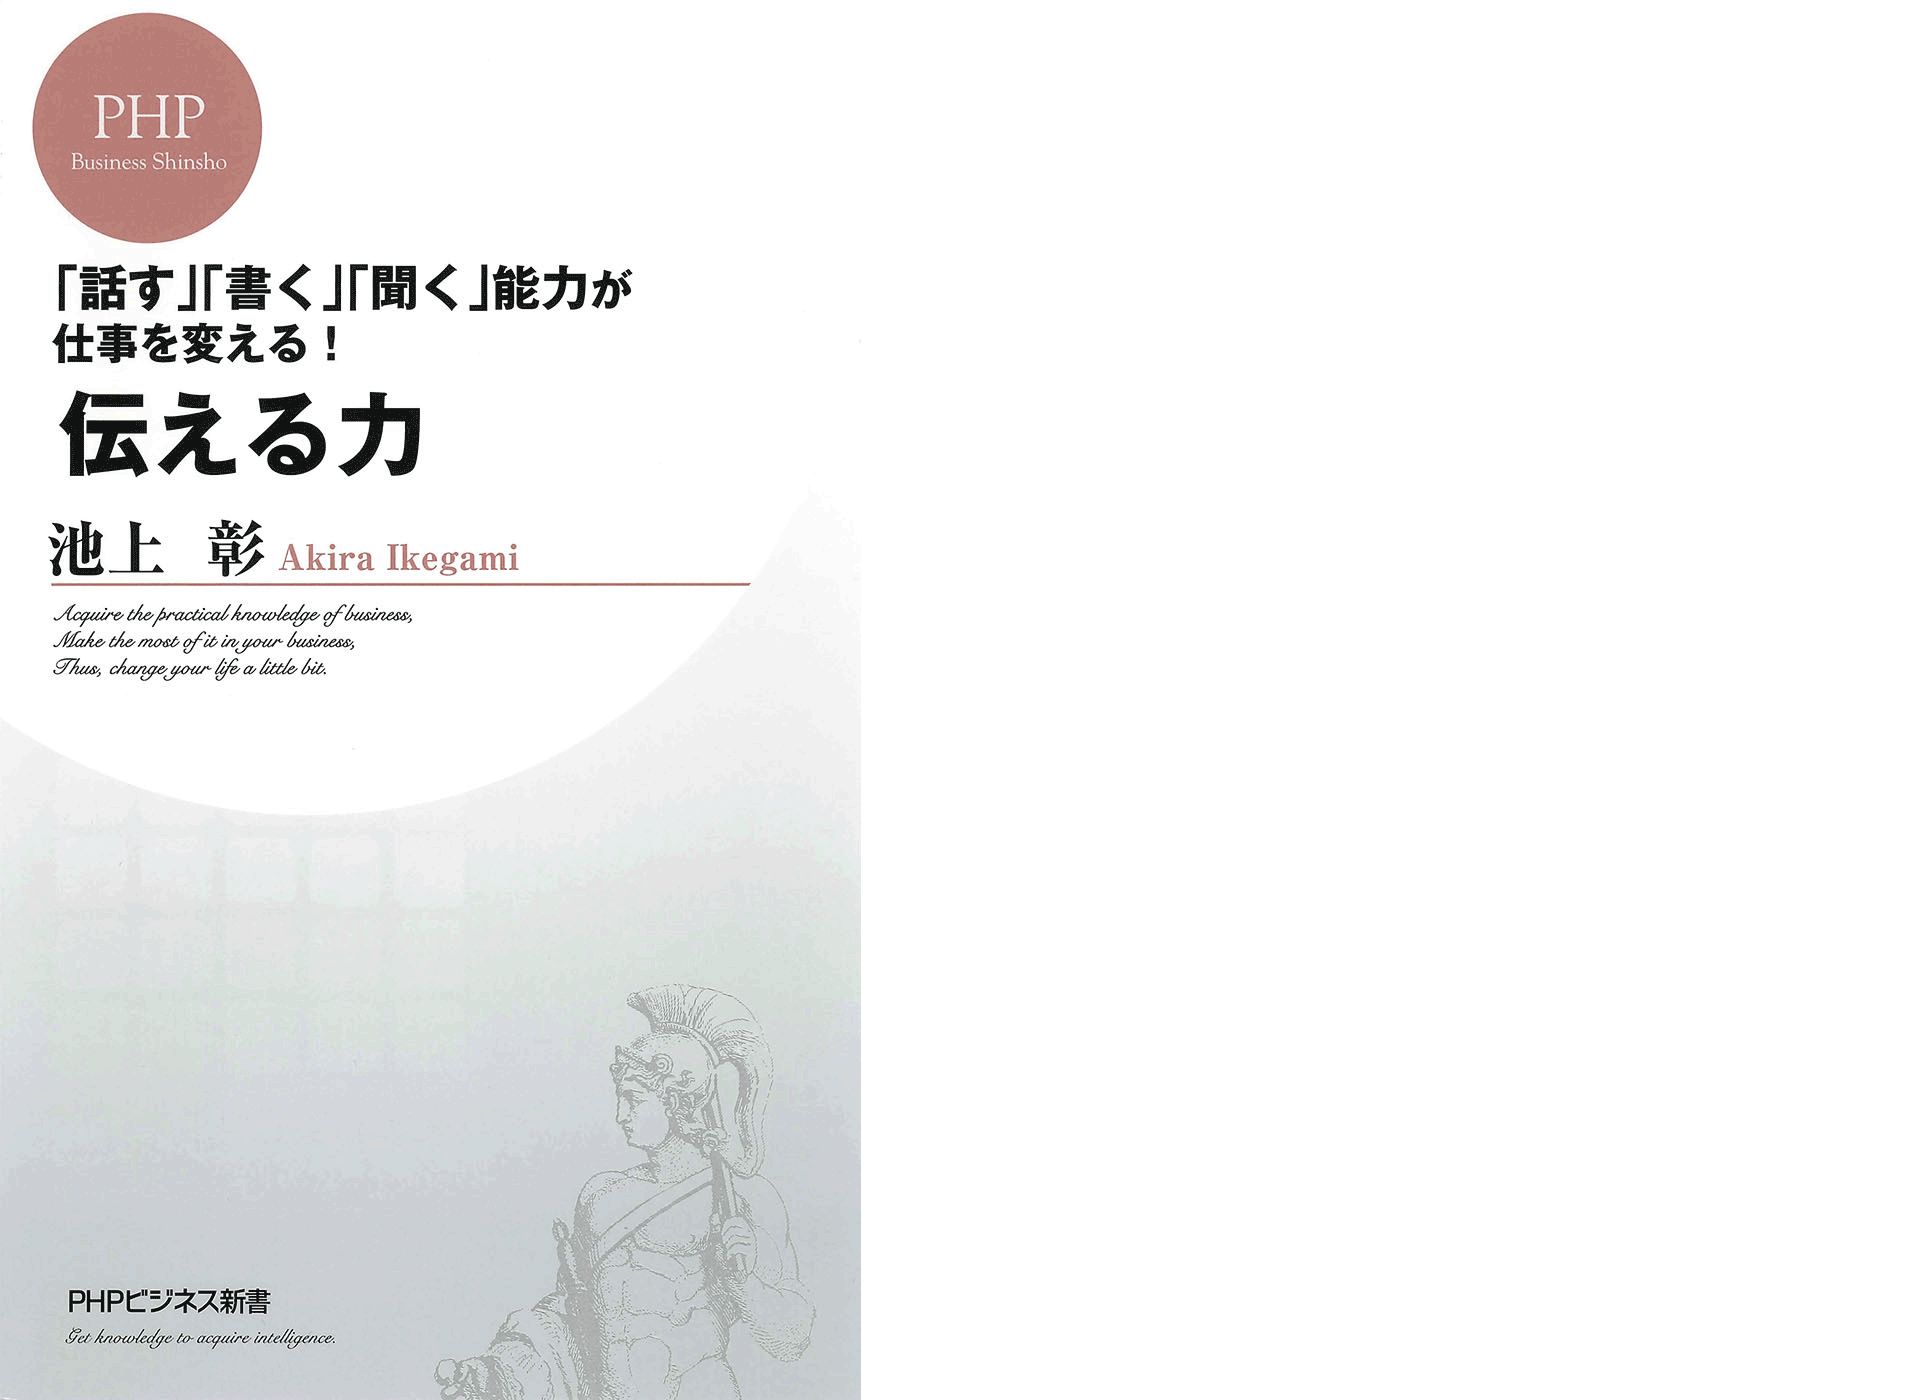 PHP
Business Shinsho
「話す」「書く」「聞く」能力が
仕事を変える！
伝える力
池上 彰 Akira Ikegami
Acquire the practical knowledge of business,
Make the most of it in your business,
Thus, change your life a little bit.
PHPビジネス新書
Get knowledge to acquire intelligence.